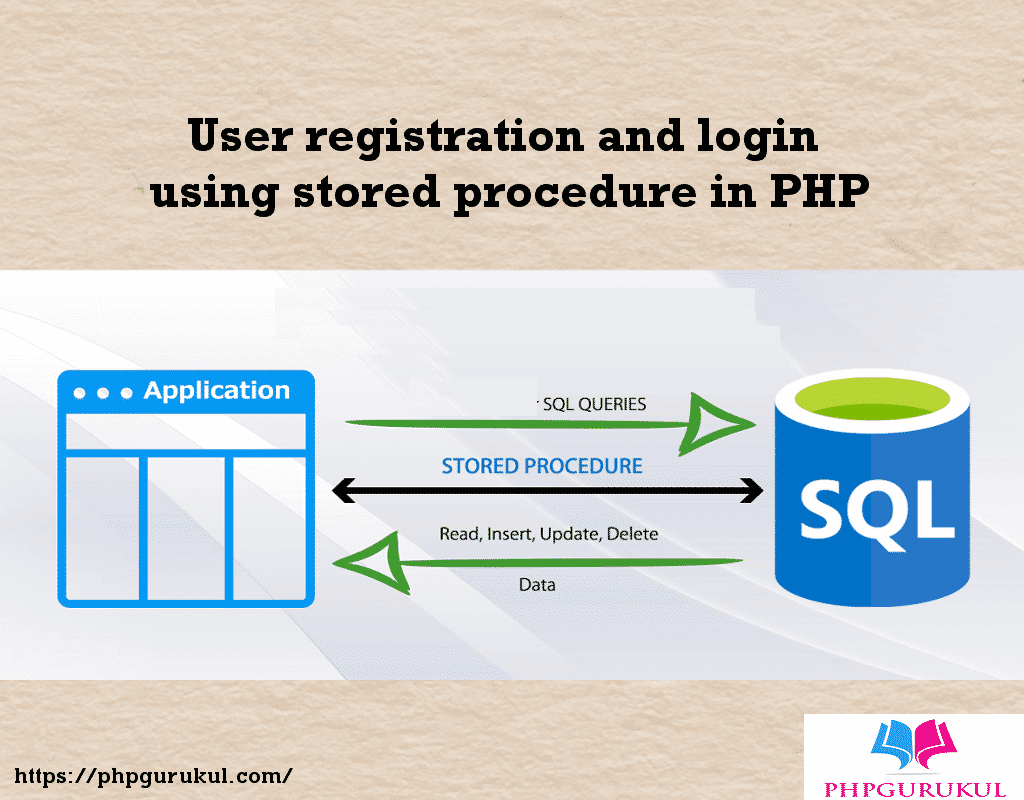 User registration and login
using stored procedure in PHP
Application
SQL QUERIES
STORED PROCEDURE
Read, Insert, Update, Delete
Data
SQL
https://phpgurukul.com/
PHPGURUKUL